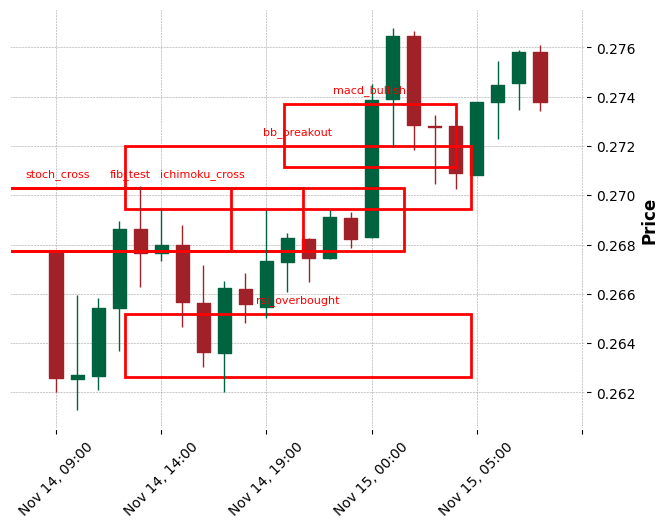 0.276
macd_bullish
0.274
bb_breakout
0.272
stoch_cross fib_test ichimoku_cross
0.270
Price
0.268
0.266
rsi_overbought
0.264
0.262
Nov 14, 09:00
Nov 14, 14:00
Nov 14, 19:00
Nov 15, 00:00
Nov 15, 05:00